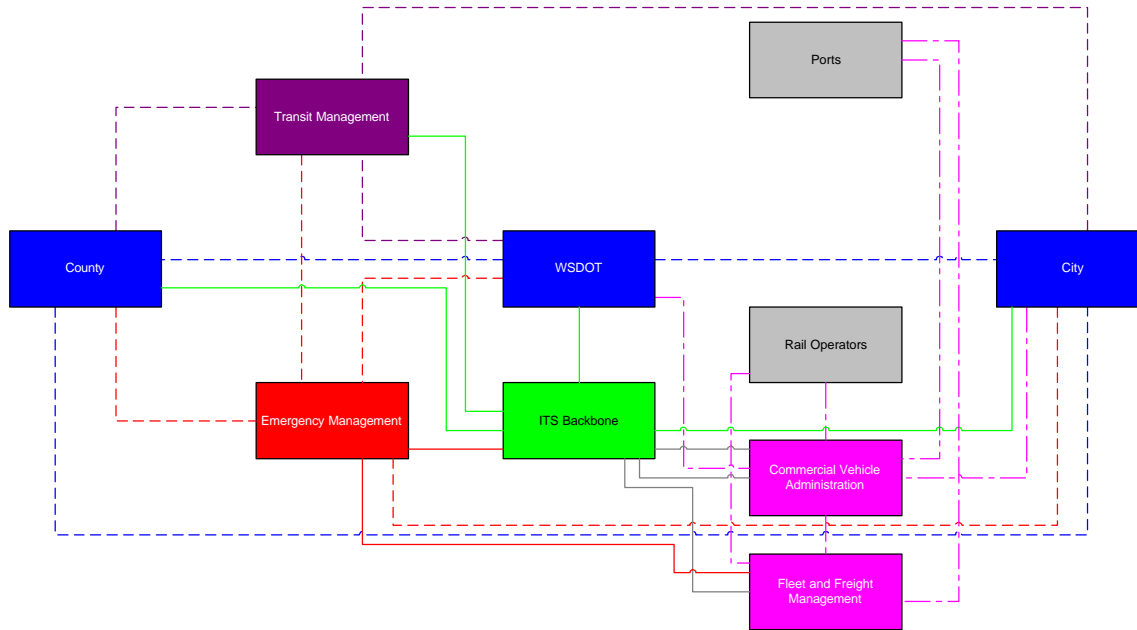 Ports
Transit Management
County
WSDOT
City
Rail Operators
Emergency Management
ITS Backbone
Commercial Vehicle
Administration
Fleet and Freight
Management